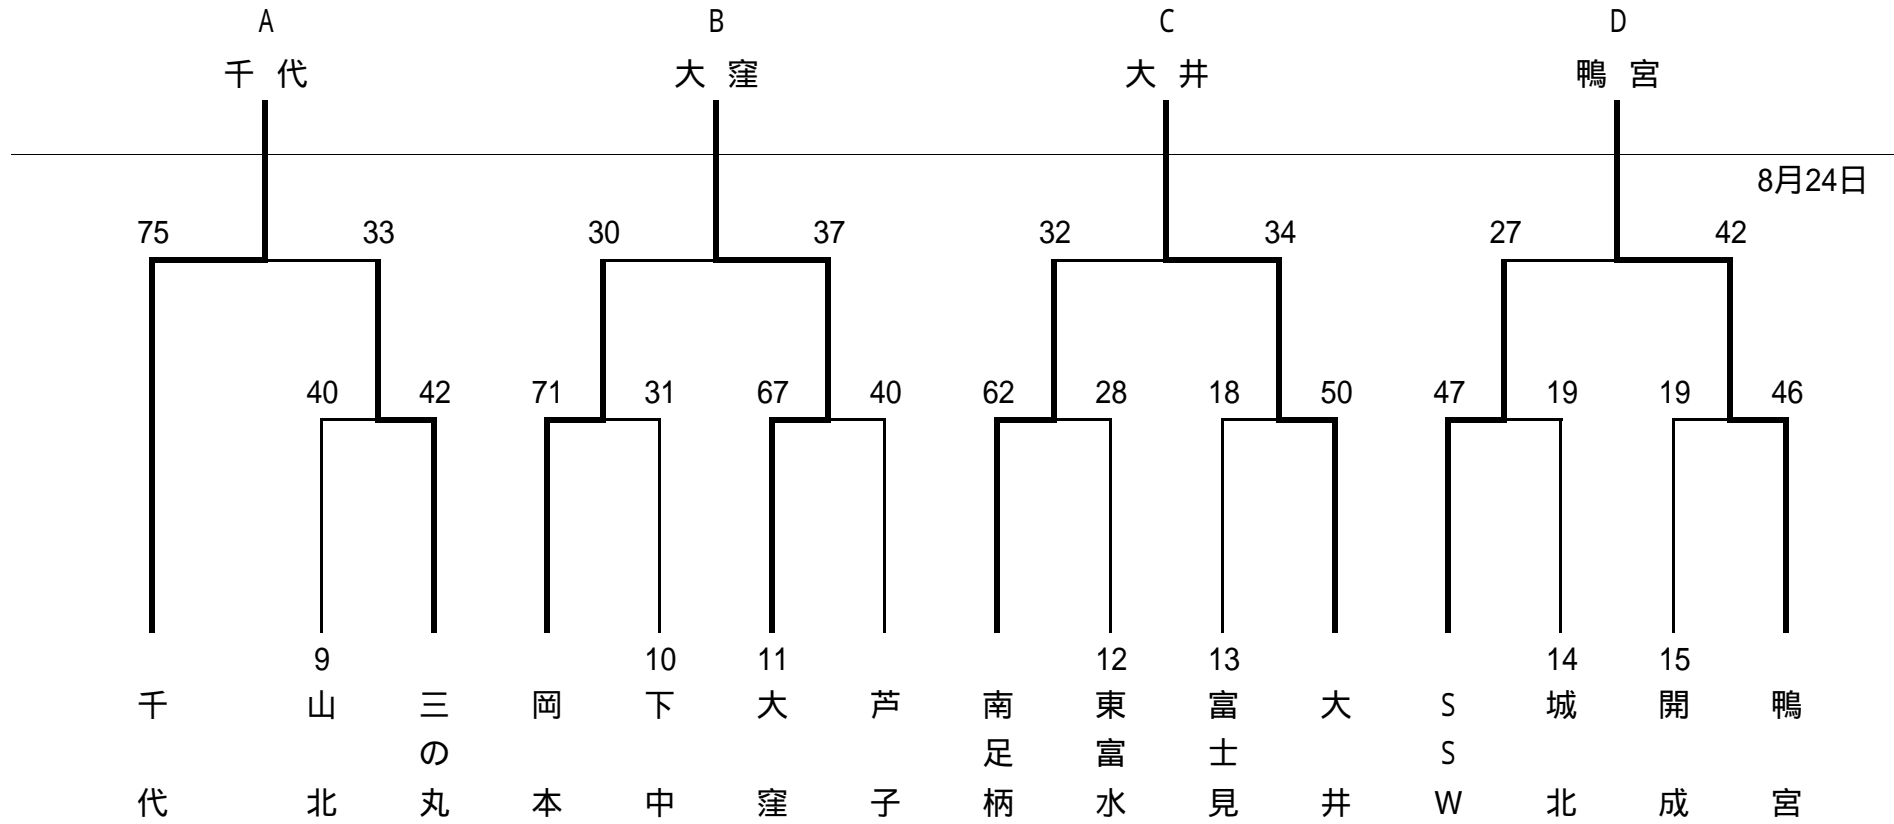 A B C D
千代 大窪 大井 鴨宮
8月24日
75 33 30 37 32 34 27 42
40 42 71 31 67 40 62 28 18 50 47 19 19 46
9 10 11 12 13 14 15
千代
山北
三の丸
岡本
下中
大窪
芦子
南足柄
東富水
富士見
大井
SSW
城北
開成
鴨宮